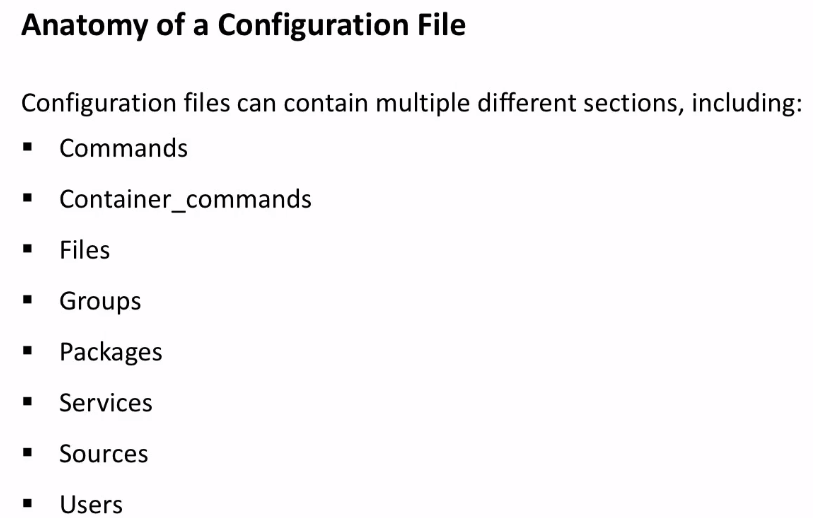 Anatomy of a Configuration File
Configuration files can contain multiple different sections, including:
▪ Commands
▪ Container_commands
▪ Files
▪ Groups
▪ Packages
▪ Services
▪ Sources
▪ Users